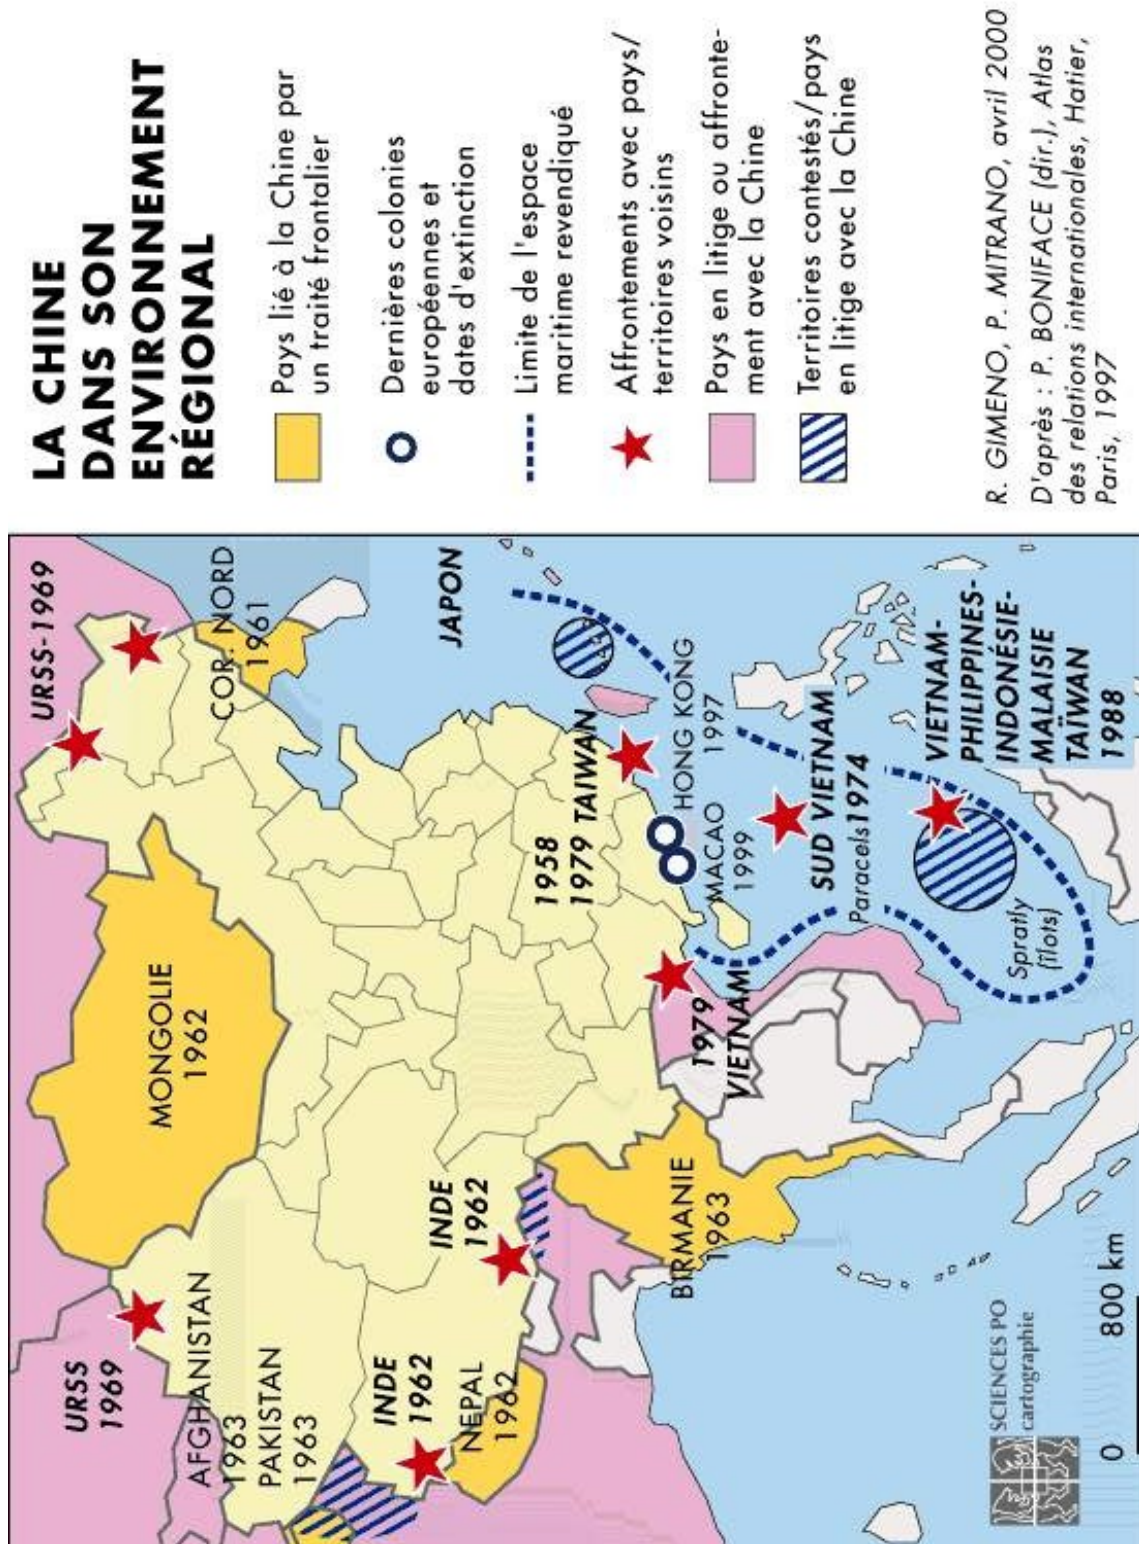 LA CHINE
DANS SON
ENVIRONNEMENT
RÉGIONAL
Pays lié à la Chine par
un traité frontalier
Dernières colonies
européennes et
dates d'extinction
Limite de l'espace
maritime revendiqué
Affrontements avec pays/
territoires voisins
Pays en litige ou affronte-
ment avec la Chine
Territoires contestés/pays
en litige avec la Chine
R. GIMENO, P. MITRANO, avril 2000
D'après : P. BONIFACE (dir.), Atlas
des relations internationales, Hatier,
Paris, 1997
URSS-1969
COR. NORD
1961
JAPON
MONGOLIE
1962
URSS
1969
AFGHANISTAN
1963
PAKISTAN
1963
INDE
1962
INDE
1962
NEPAL
1962
1958
1979 TAIWAN
HONG KONG
1997
MACAO
1999
1979
VIETNAM
BIRMANIE
1963
SUD VIETNAM
Paracels 1974
VIETNAM-
PHILIPPINES-
INDONÉSIE-
MALAISIE
TAÏWAN
1988
Spratly
(îlots)
SCIENCES PO
cartographie
0 800 km